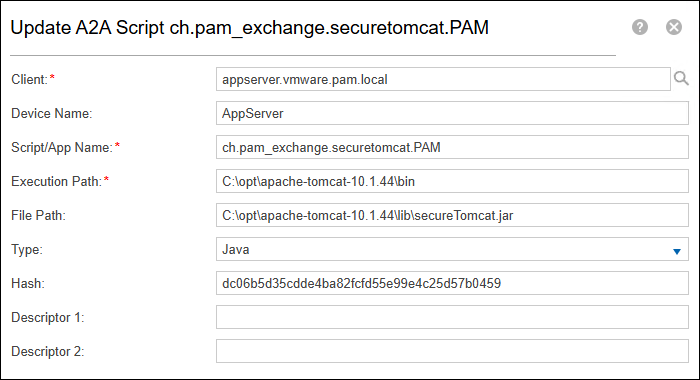 Update A2A Script ch.pam_exchange.securetomcat.PAM
Client:* appserver.vmware.pam.local
Device Name: AppServer
Script/App Name:* ch.pam_exchange.securetomcat.PAM
Execution Path:* C:\opt\apache-tomcat-10.1.44\bin
File Path: C:\opt\apache-tomcat-10.1.44\lib\secureTomcat.jar
Type: Java
Hash: dc06b5d35cdde4ba82fcfd55e99e4c25d57b0459
Descriptor 1:
Descriptor 2: